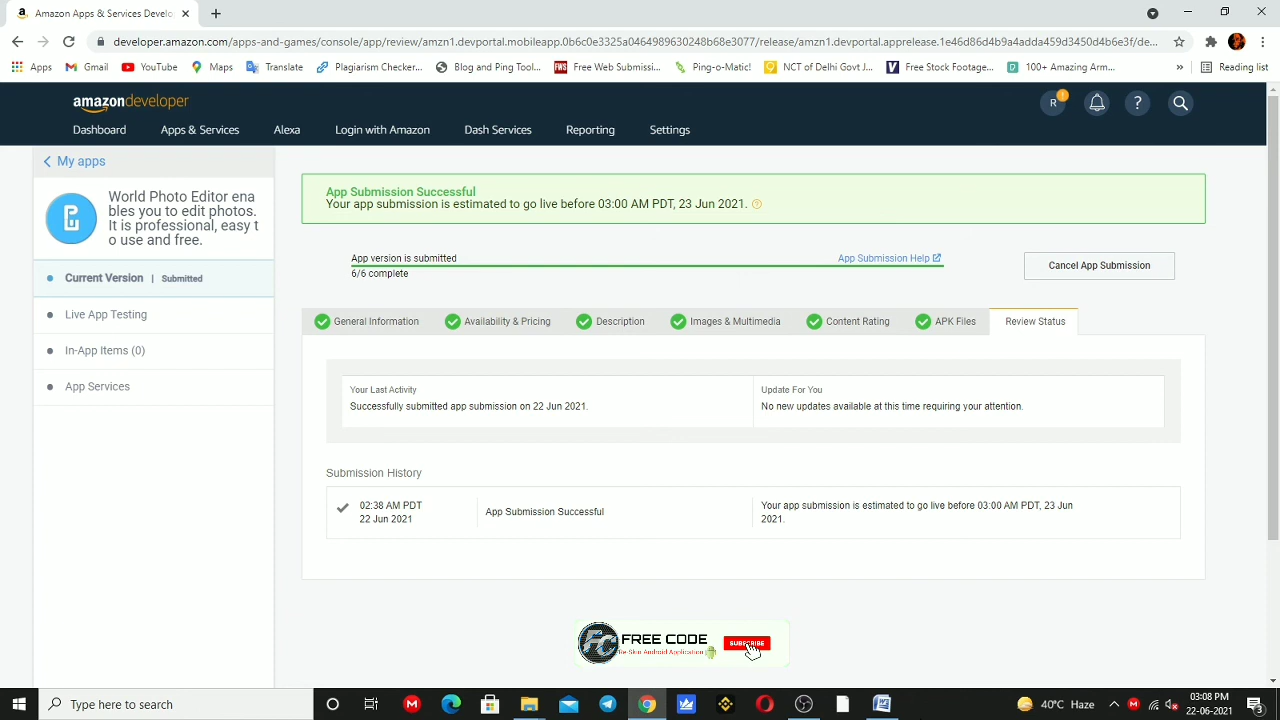 Amazon Apps & Services Develo
developer.amazon.com/apps-and-games/console/app/review/amzn1.devportal.mobileapp.0b6c0e3325a0464989630248b68e3077/release/amzn1.devportal.apprelease.1e46d86d4b9a4adda459d3450d4b6e3f/de...
Apps
Gmail
YouTube
Maps
Translate
Plagiarism Checker...
Blog and Ping Tool...
Free Web Submissi...
Ping-o-Matic!
NCT of Delhi Govt J...
Free Stock Footage...
100+ Amazing Arm...
»
Reading list
amazondeveloper
R
!
?
Dashboard
Apps & Services
Alexa
Login with Amazon
Dash Services
Reporting
Settings
My apps
World Photo Editor ena
bles you to edit photos.
It is professional, easy t
o use and free.
Current Version | Submitted
Live App Testing
In-App Items (0)
App Services
App Submission Successful
Your app submission is estimated to go live before 03:00 AM PDT, 23 Jun 2021.
App version is submitted
App Submission Help
6/6 complete
Cancel App Submission
General Information
Availability & Pricing
Description
Images & Multimedia
Content Rating
APK Files
Review Status
Your Last Activity
Successfully submitted app submission on 22 Jun 2021.
Update For You
No new updates available at this time requiring your attention.
Submission History
02:38 AM PDT
22 Jun 2021
App Submission Successful
Your app submission is estimated to go live before 03:00 AM PDT, 23 Jun
2021.
FREE CODE
Re-Skin Android Application
SUBSCRIBE
Type here to search
40°C Haze
03:08 PM
22-06-2021
3